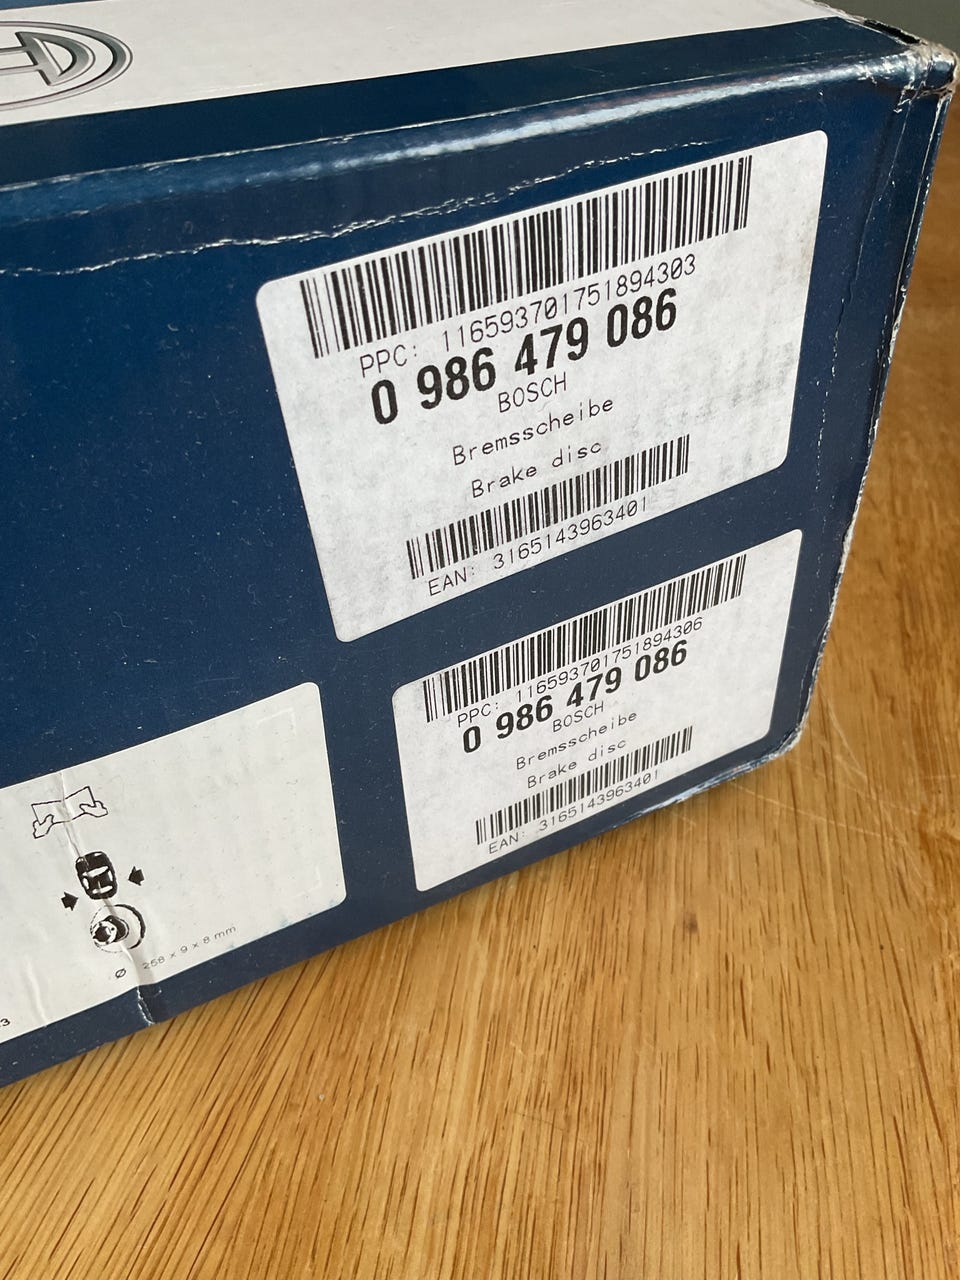 PPC: 116593701751894303
0 986 479 086
BOSCH
Bremsscheibe
Brake disc
EAN: 3165143963401
PPC: 116593701751894306
0 986 479 086
BOSCH
Bremsscheibe
Brake disc
EAN: 3165143963401
Ø 258 x 9 x 8 mm
3